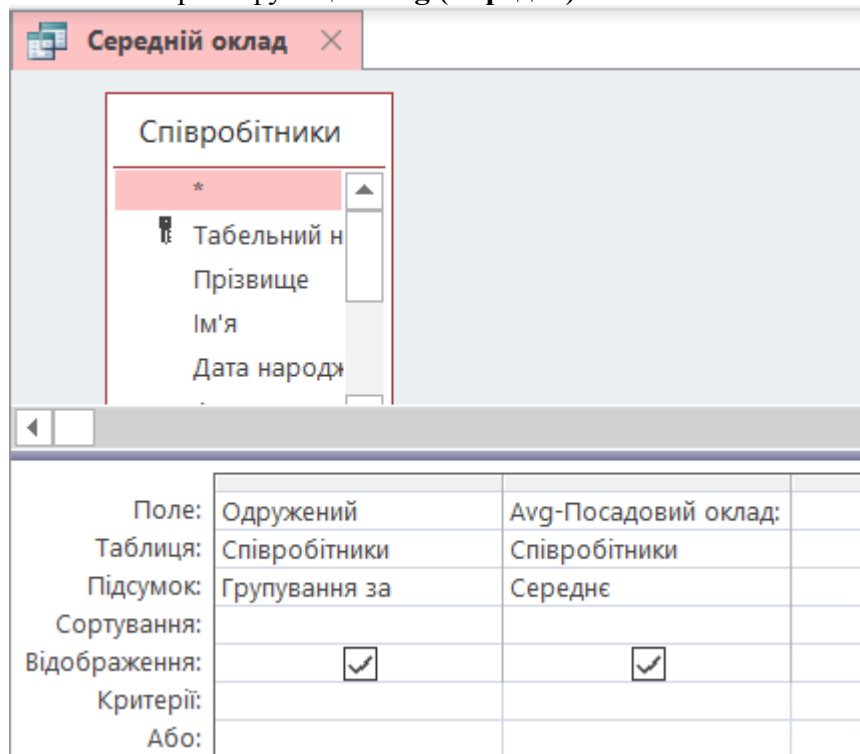 Середній оклад
Співробітники
*
Табельний н
Прізвище
Ім'я
Дата народж
Поле: Одружений Avg-Посадовий оклад:
Таблиця: Співробітники Співробітники
Підсумок: Групування за Середнє
Сортування:
Відображення:
Критерії:
Або: